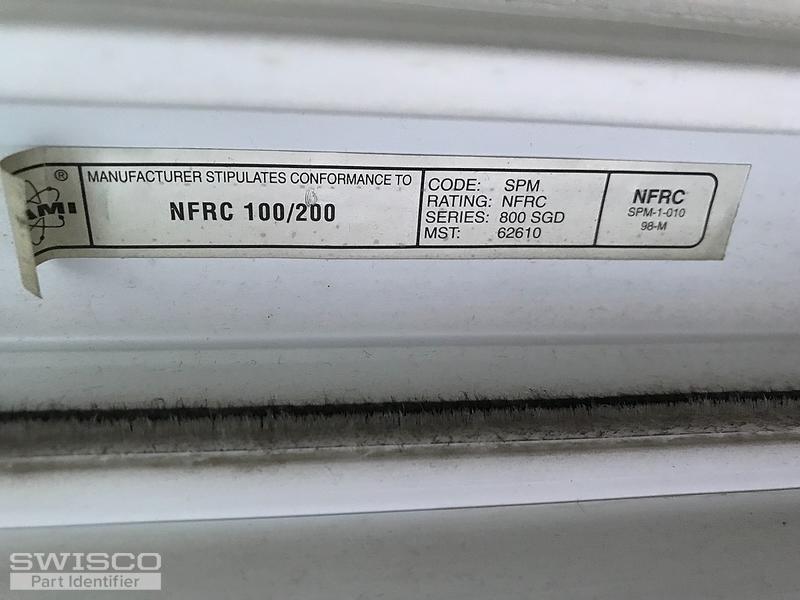 AMI ®
MANUFACTURER STIPULATES CONFORMANCE TO
NFRC 100/200
CODE: SPM
RATING: NFRC
SERIES: 800 SGD
MST: 62610
NFRC
SPM-1-010
98-M
SWISCO
Part Identifier